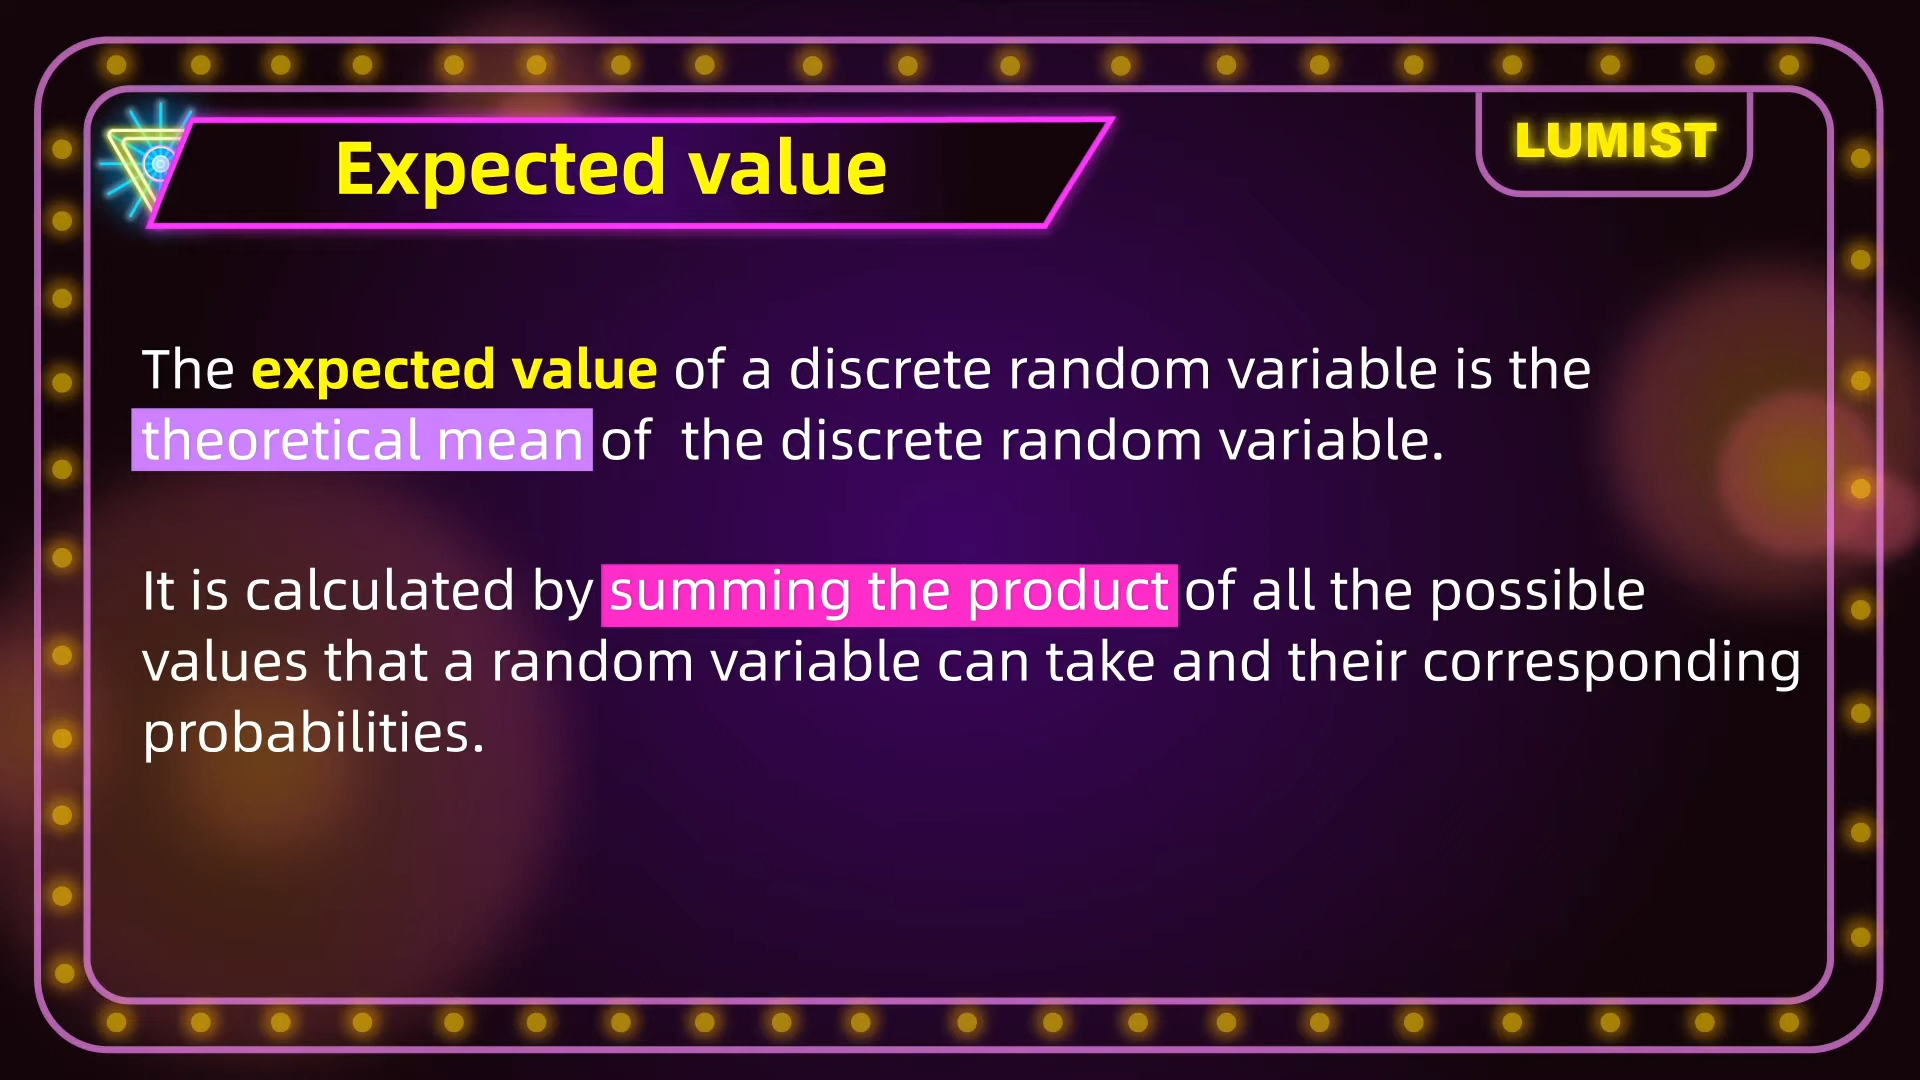 Expected value
LUMIST
The expected value of a discrete random variable is the
theoretical mean of  the discrete random variable.
It is calculated by summing the product of all the possible
values that a random variable can take and their corresponding
probabilities.